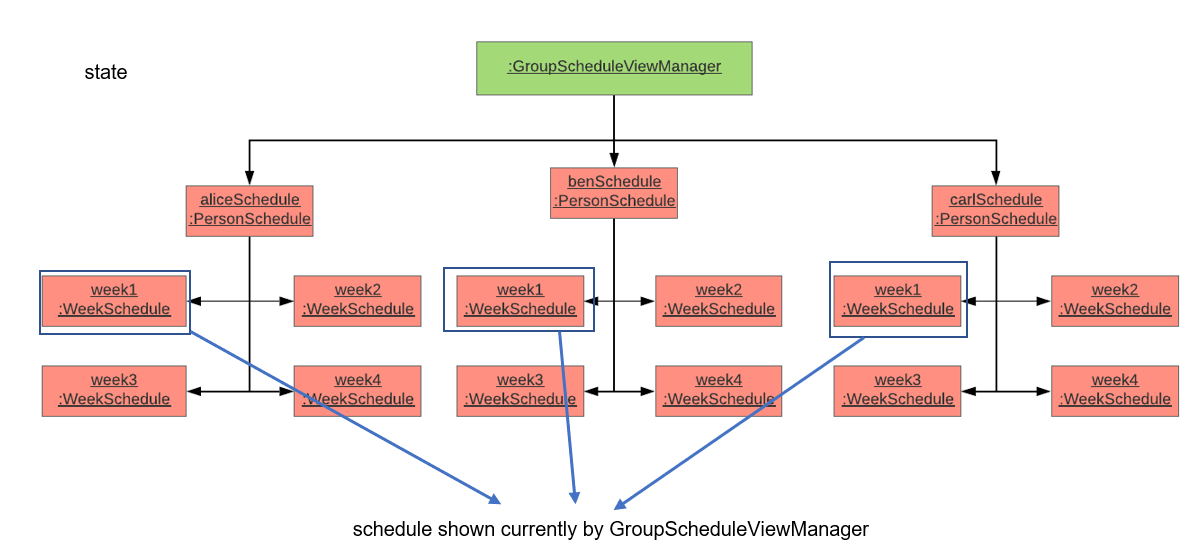 state
:GroupScheduleViewManager
aliceSchedule
:PersonSchedule
benSchedule
:PersonSchedule
carlSchedule
:PersonSchedule
week1
:WeekSchedule
week2
:WeekSchedule
week1
:WeekSchedule
week2
:WeekSchedule
week1
:WeekSchedule
week2
:WeekSchedule
week3
:WeekSchedule
week4
:WeekSchedule
week3
:WeekSchedule
week4
:WeekSchedule
week3
:WeekSchedule
week4
:WeekSchedule
schedule shown currently by GroupScheduleViewManager